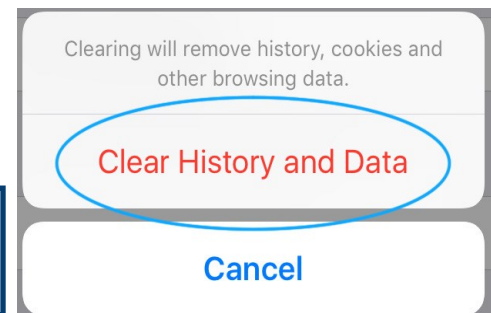 Clearing will remove history, cookies and
other browsing data.
Clear History and Data
Cancel